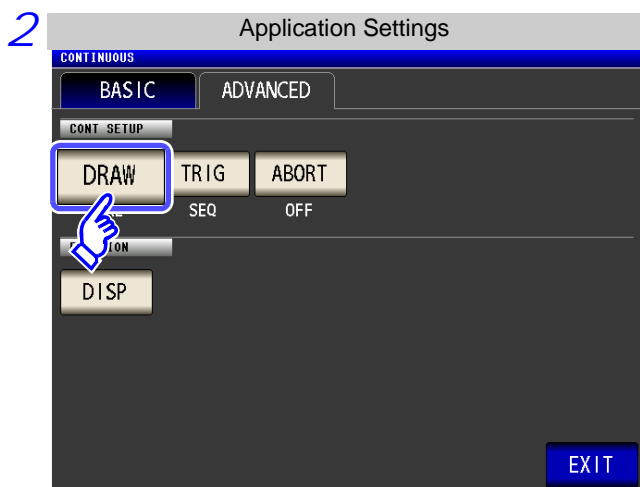 2 Application Settings
CONTINUOUS
BASIC ADVANCED
CONT SETUP
DRAW TRIG ABORT
SEQ OFF
DISP
EXIT